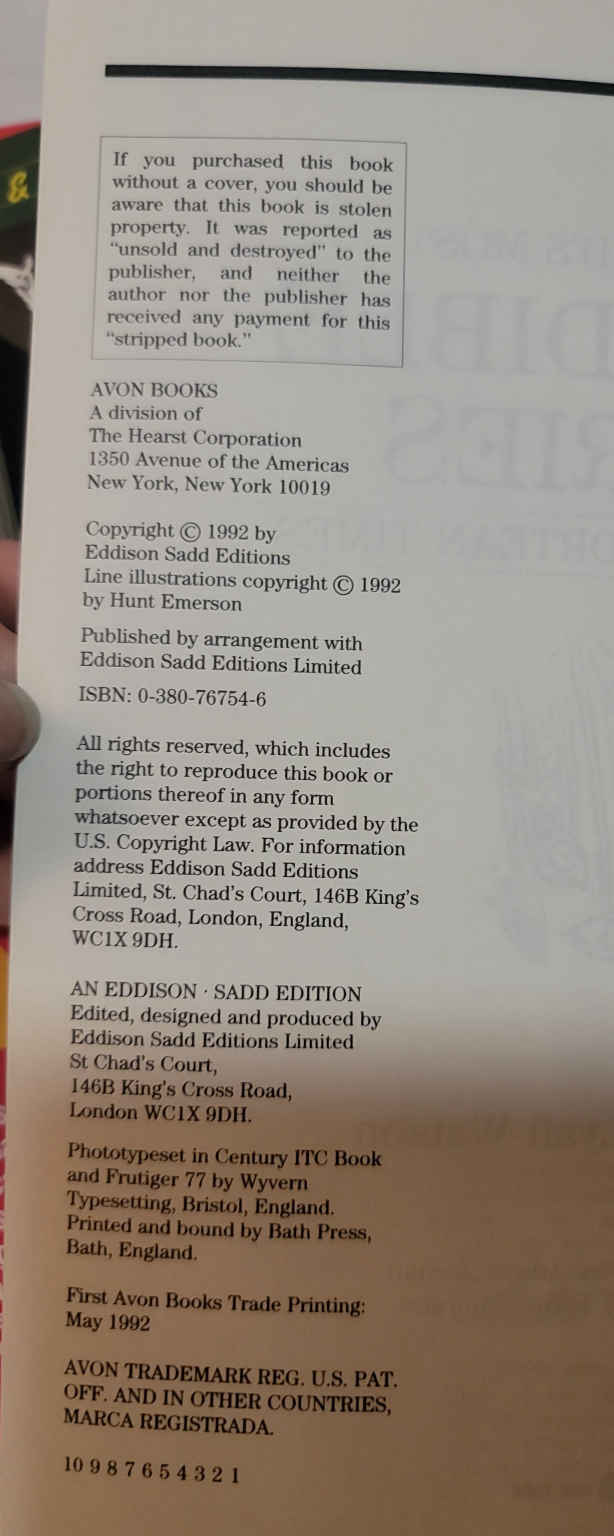 &
If you purchased this book
without a cover, you should be
aware that this book is stolen
property. It was reported as
“unsold and destroyed” to the
publisher, and neither the
author nor the publisher has
received any payment for this
“stripped book.”
AVON BOOKS
A division of
The Hearst Corporation
1350 Avenue of the Americas
New York, New York 10019
Copyright © 1992 by
Eddison Sadd Editions
Line illustrations copyright © 1992
by Hunt Emerson
Published by arrangement with
Eddison Sadd Editions Limited
ISBN: 0-380-76754-6
All rights reserved, which includes
the right to reproduce this book or
portions thereof in any form
whatsoever except as provided by the
U.S. Copyright Law. For information
address Eddison Sadd Editions
Limited, St. Chad's Court, 146B King's
Cross Road, London, England,
WC1X 9DH.
AN EDDISON · SADD EDITION
Edited, designed and produced by
Eddison Sadd Editions Limited
St Chad's Court,
146B King's Cross Road,
London WC1X 9DH.
Phototypeset in Century ITC Book
and Frutiger 77 by Wyvern
Typesetting, Bristol, England.
Printed and bound by Bath Press,
Bath, England.
First Avon Books Trade Printing:
May 1992
AVON TRADEMARK REG. U.S. PAT.
OFF. AND IN OTHER COUNTRIES,
MARCA REGISTRADA.
10 9 8 7 6 5 4 3 2 1